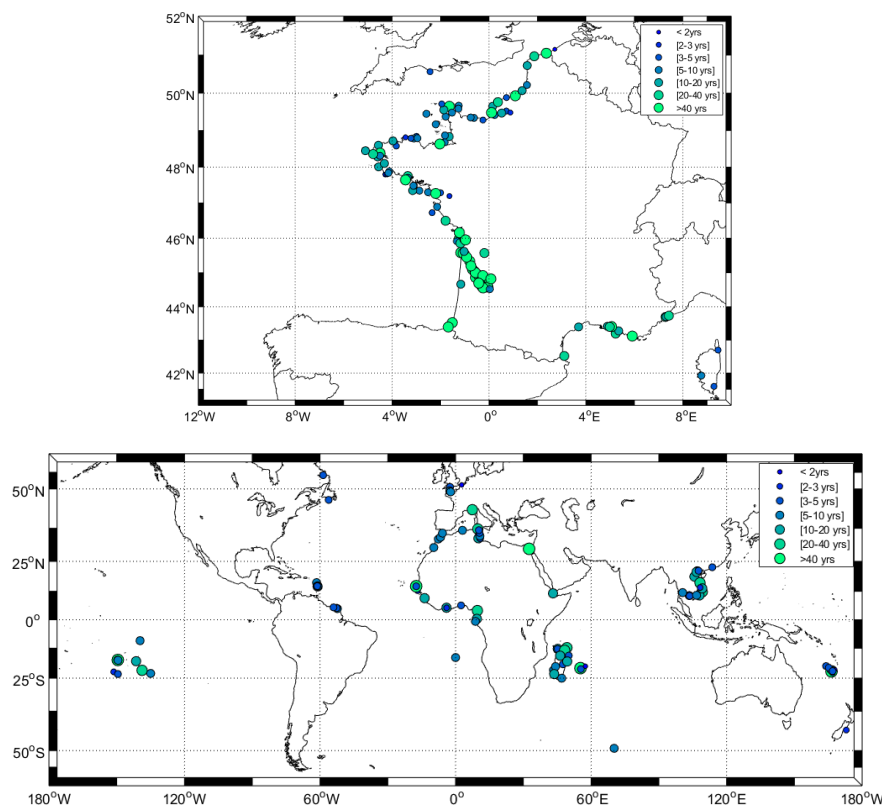 52°N
50°N
48°N
46°N
44°N
42°N
12°W 8°W 4°W 0° 4°E 8°E
< 2yrs
[2-3 yrs]
[3-5 yrs]
[5-10 yrs]
[10-20 yrs]
[20-40 yrs]
>40 yrs
50°N
25°N
0°
25°S
50°S
180°W 120°W 60°W 0° 60°E 120°E 180°W
< 2yrs
[2-3 yrs]
[3-5 yrs]
[5-10 yrs]
[10-20 yrs]
[20-40 yrs]
>40 yrs